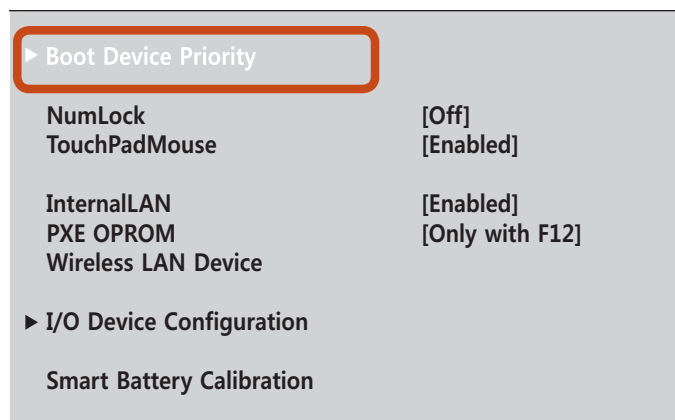 ▶ Boot Device Priority
NumLock [Off]
TouchPadMouse [Enabled]
InternalLAN [Enabled]
PXE OPROM [Only with F12]
Wireless LAN Device
▶ I/O Device Configuration
Smart Battery Calibration